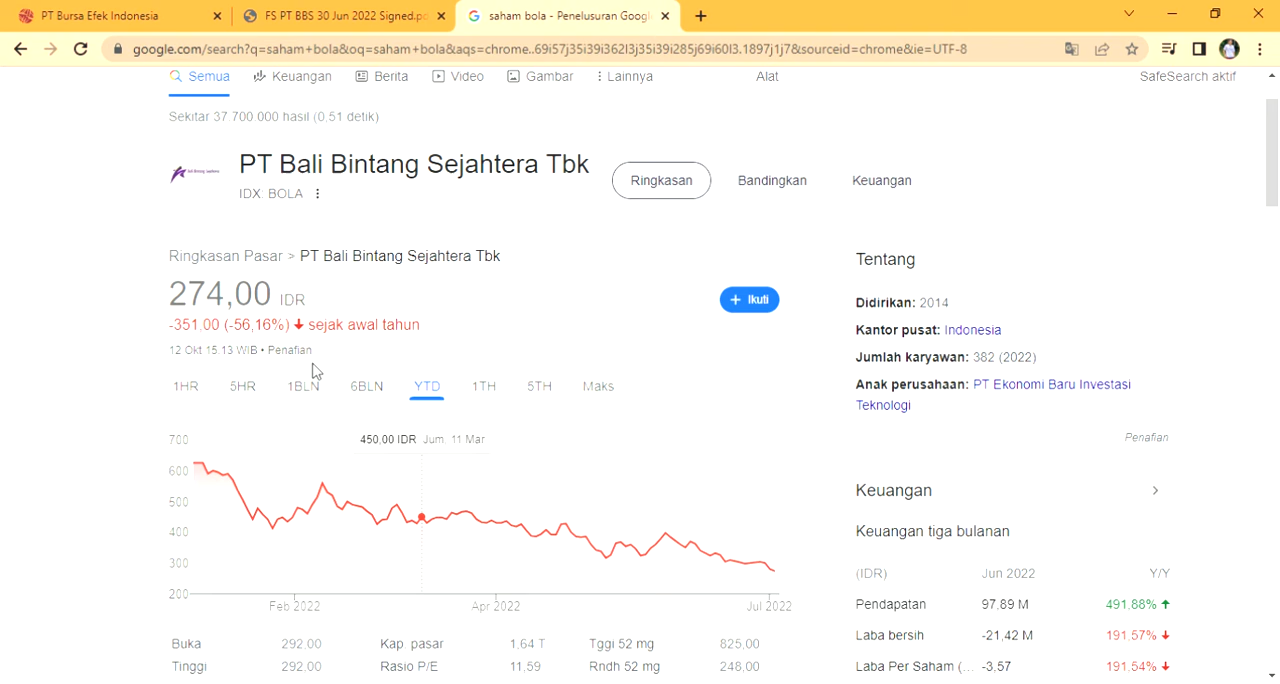 PT Bursa Efek Indonesia
FS PT BBS 30 Jun 2022 Signed.pd
saham bola - Penelusuran Googl
google.com/search?q=saham+bola&oq=saham+bola&aqs=chrome..69i57j35i39i362l3j35i39i285j69i60l3.1897j1j7&sourceid=chrome&ie=UTF-8
Semua Keuangan Berita Video Gambar Lainnya Alat SafeSearch aktif
Sekitar 37.700.000 hasil (0.51 detik)
PT Bali Bintang Sejahtera Tbk
IDX: BOLA
Ringkasan Bandingkan Keuangan
Ringkasan Pasar > PT Bali Bintang Sejahtera Tbk
274,00 IDR
+ Ikuti
-351,00 (-56,16%) sejak awal tahun
12 Okt 15.13 WIB • Penafian
1HR 5HR 1BLN 6BLN YTD 1TH 5TH Maks
450,00 IDR Jum. 11 Mar
700
600
500
400
300
200
Feb 2022 Apr 2022 Jul 2022
Buka 292,00 Kap pasar 1,64 T Tggi 52 mg 825,00
Tinggi 292,00 Rasio P/E 11,59 Rndh 52 mg 248,00
Tentang
Didirikan: 2014
Kantor pusat: Indonesia
Jumlah karyawan: 382 (2022)
Anak perusahaan: PT Ekonomi Baru Investasi
Teknologi
Penafian
Keuangan
Keuangan tiga bulanan
(IDR) Jun 2022 Y/Y
Pendapatan 97,89 M 491,88%
Laba bersih -21,42 M 191,57%
Laba Per Saham (... -3,57 191,54%